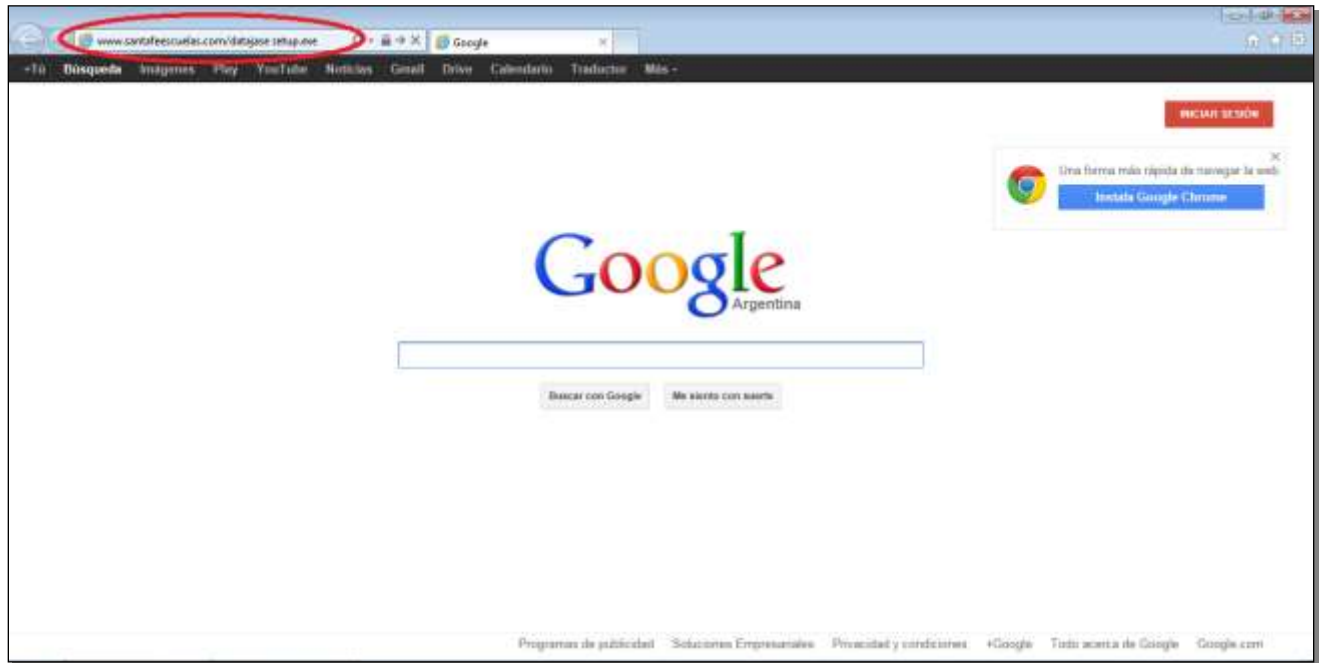 www.santafeescuelas.com/datajase setup.exe
Google
+Tú Búsqueda Imágenes Play YouTube Noticias Gmail Drive Calendario Traductor Más
INICIAR SESIÓN
Una forma más rápida de navegar la web
Instala Google Chrome
Google
Argentina
Buscar con Google Me siento con suerte
Programas de publicidad Soluciones Empresariales Privacidad y condiciones +Google Todo acerca de Google Google.com